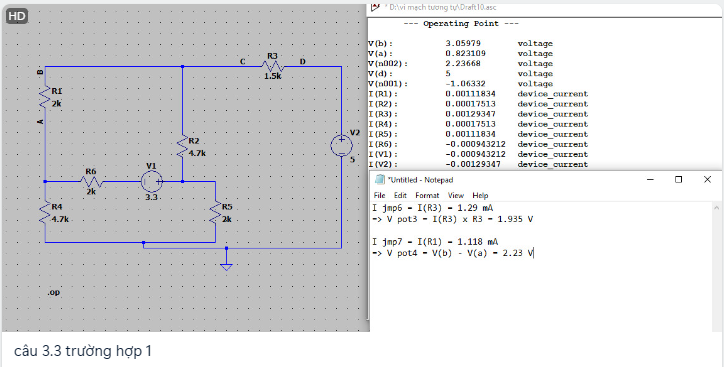 HD
B
R1
2k
A
C
R3
D
1.5k
R2
4.7k
V2
5
R6
2k
V1
3.3
R4
4.7k
R5
2k
.op
* D:\vi mạch tương tự\Draft10.asc
--- Operating Point ---
V(b): 3.05979 voltage
V(a): 0.823109 voltage
V(n002): 2.23668 voltage
V(d): 5 voltage
V(n001): -1.06332 voltage
I(R1): 0.00111834 device_current
I(R2): 0.00017513 device_current
I(R3): 0.00129347 device_current
I(R4): 0.00017513 device_current
I(R5): 0.00111834 device_current
I(R6): -0.000943212 device_current
I(V1): -0.000943212 device_current
I(V2): -0.00129347 device_current
*Untitled - Notepad
File Edit Format View Help
I jmp6 = I(R3) = 1.29 mA
=> V pot3 = I(R3) x R3 = 1.935 V
I jmp7 = I(R1) = 1.118 mA
=> V pot4 = V(b) - V(a) = 2.23 V
câu 3.3 trường hợp 1